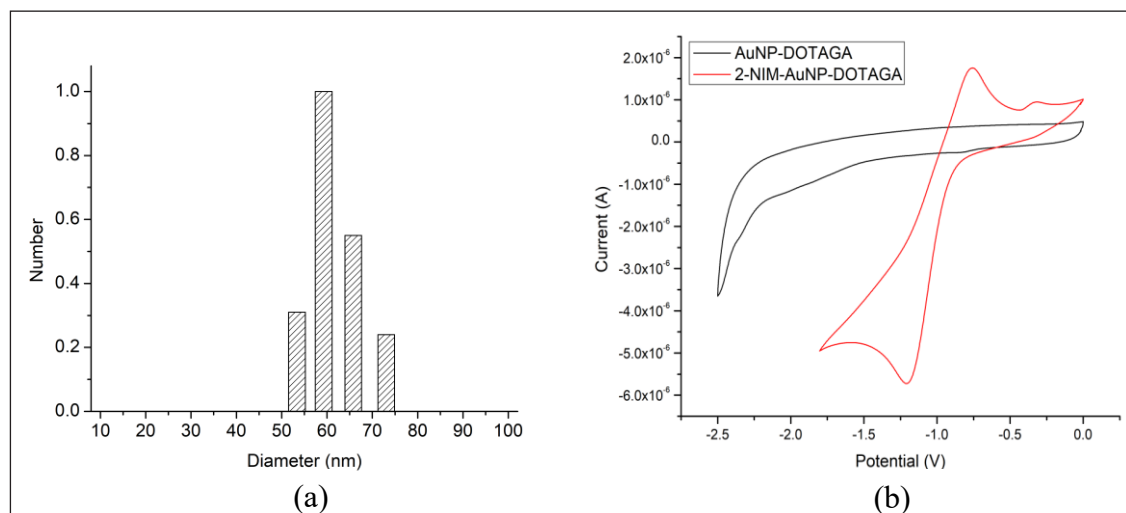 Number
1.0
0.8
0.6
0.4
0.2
0.0
10 20 30 40 50 60 70 80 90 100
Diameter (nm)
(a)
AuNP-DOTAGA
2-NIM-AuNP-DOTAGA
Current (A)
2.0x10⁻⁶
1.0x10⁻⁶
0.0
-1.0x10⁻⁶
-2.0x10⁻⁶
-3.0x10⁻⁶
-4.0x10⁻⁶
-5.0x10⁻⁶
-6.0x10⁻⁶
-2.5 -2.0 -1.5 -1.0 -0.5 0.0
Potential (V)
(b)